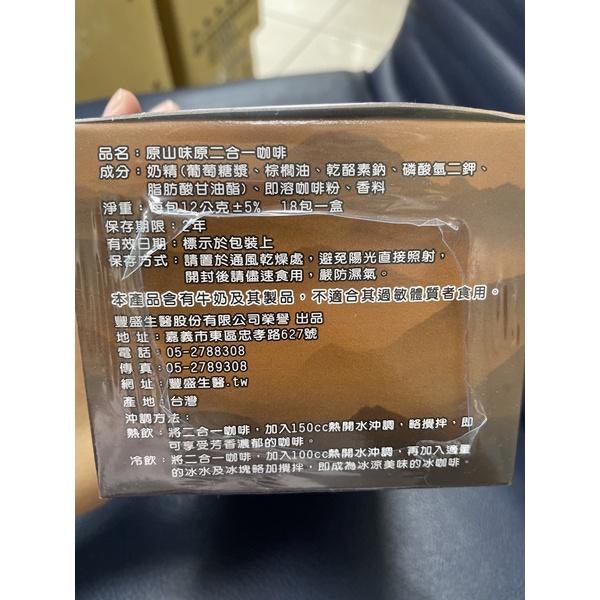 品名：原山味原二合一咖啡
成分：奶精(葡萄糖漿、棕櫚油、乾酪素鈉、磷酸氫二鉀、
脂肪酸甘油酯)、即溶咖啡粉、香料
淨重：每包12公克±5%　18包一盒
保存期限：2年
有效日期：標示於包裝上
保存方式：請置於通風乾燥處，避免陽光直接照射，
開封後請儘速食用，嚴防濕氣。
本產品含有牛奶及其製品，不適合其過敏體質者食用。
豐盛生醫股份有限公司榮譽 出品
地 址：嘉義市東區忠孝路627號
電 話：05-2788308
傳 真：05-2789308
網 址：豐盛生醫.tw
產 地：台灣
沖調方法：
熱飲：將二合一咖啡，加入150cc熱開水沖調，略攪拌，即
可享受芳香濃郁的咖啡。
冷飲：將二合一咖啡，加入100cc熱開水沖調，再加入適量
的冰水及冰塊略加攪拌，即成為冰涼美味的冰咖啡。